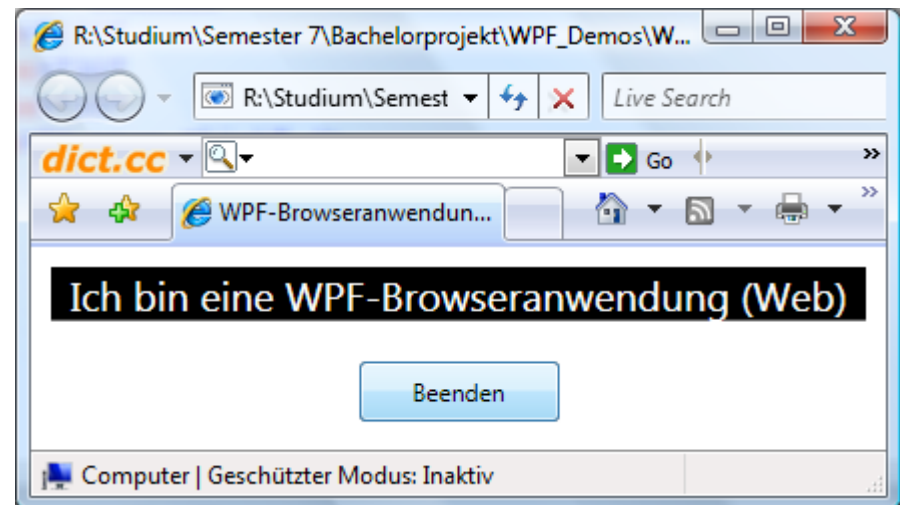 R:\Studium\Semester 7\Bachelorprojekt\WPF_Demos\W...
R:\Studium\Semest
Live Search
dict.cc
Go
WPF-Browseranwendun...
Ich bin eine WPF-Browseranwendung (Web)
Beenden
Computer | Geschützter Modus: Inaktiv